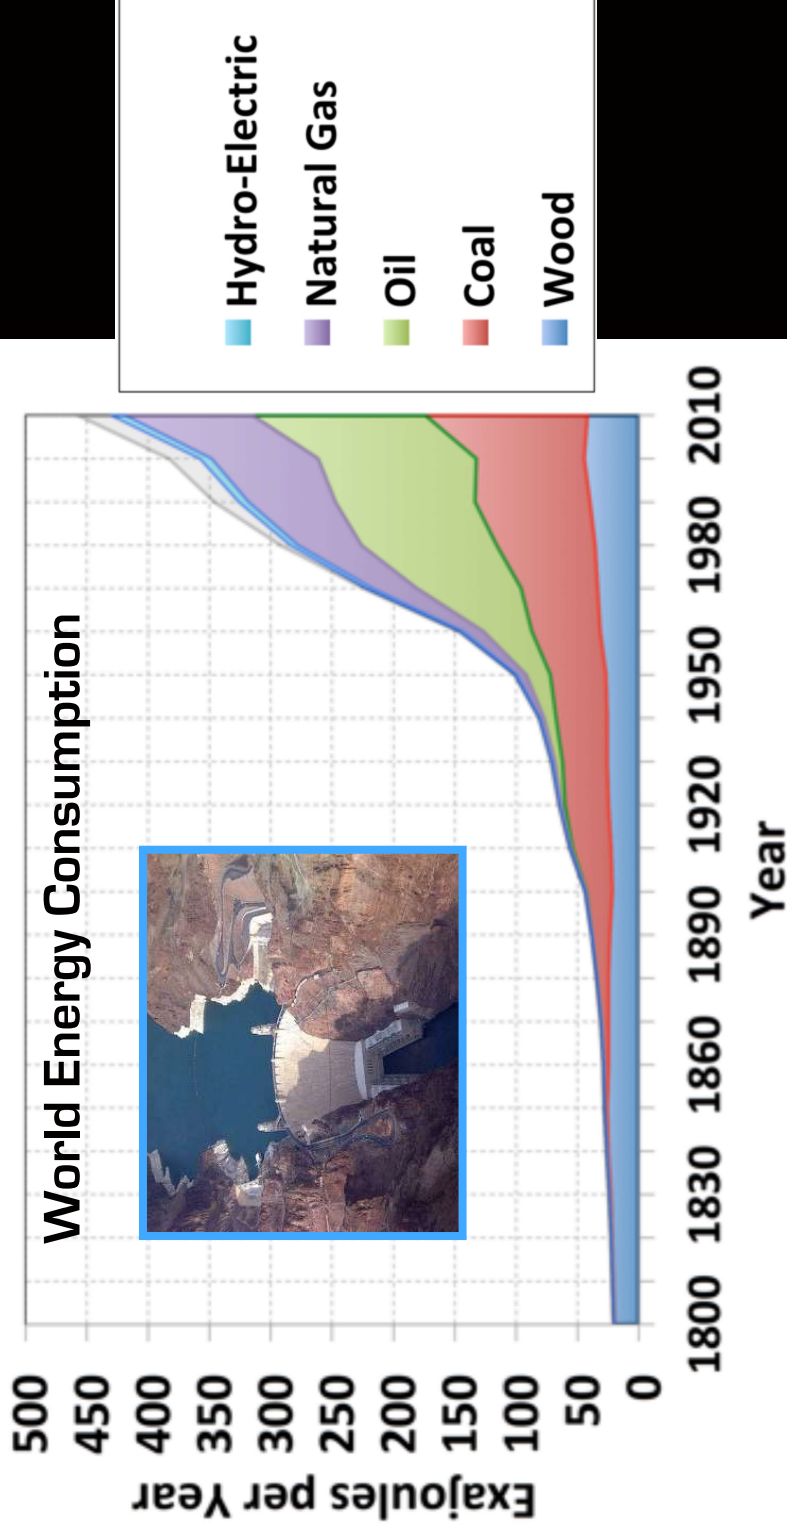 World Energy Consumption
Exajoules per Year
500
450
400
350
300
250
200
150
100
50
0
1800 1830 1860 1890 1920 1950 1980 2010
Year
Hydro-Electric
Natural Gas
Oil
Coal
Wood